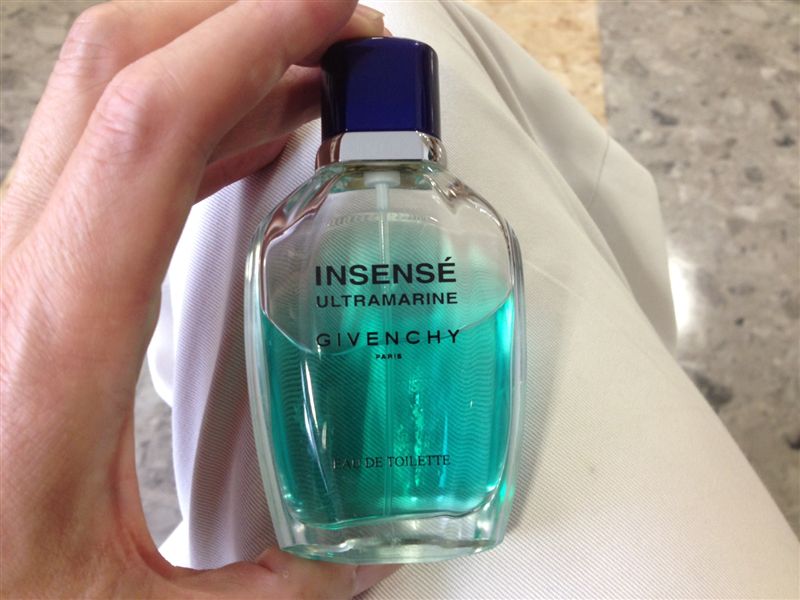 INSENSÉ
ULTRAMARINE
GIVENCHY
PARIS
EAU DE TOILETTE